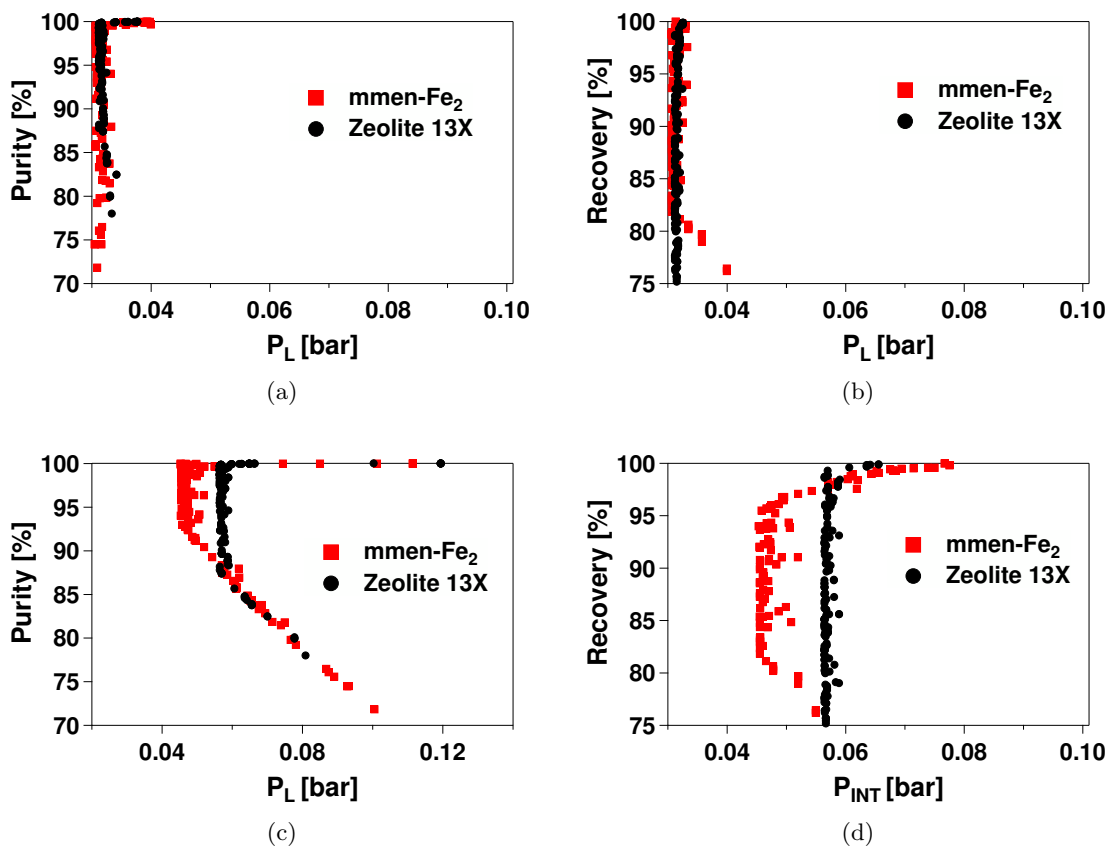 100
95
90
85
80
75
70
Purity [%]
mmen-Fe2
Zeolite 13X
0.04 0.06 0.08 0.10
PL [bar]
(a)
100
95
90
85
80
75
Recovery [%]
mmen-Fe2
Zeolite 13X
0.04 0.06 0.08 0.10
PL [bar]
(b)
100
95
90
85
80
75
70
Purity [%]
mmen-Fe2
Zeolite 13X
0.04 0.08 0.12
PL [bar]
(c)
100
95
90
85
80
75
Recovery [%]
mmen-Fe2
Zeolite 13X
0.04 0.06 0.08 0.10
PINT [bar]
(d)